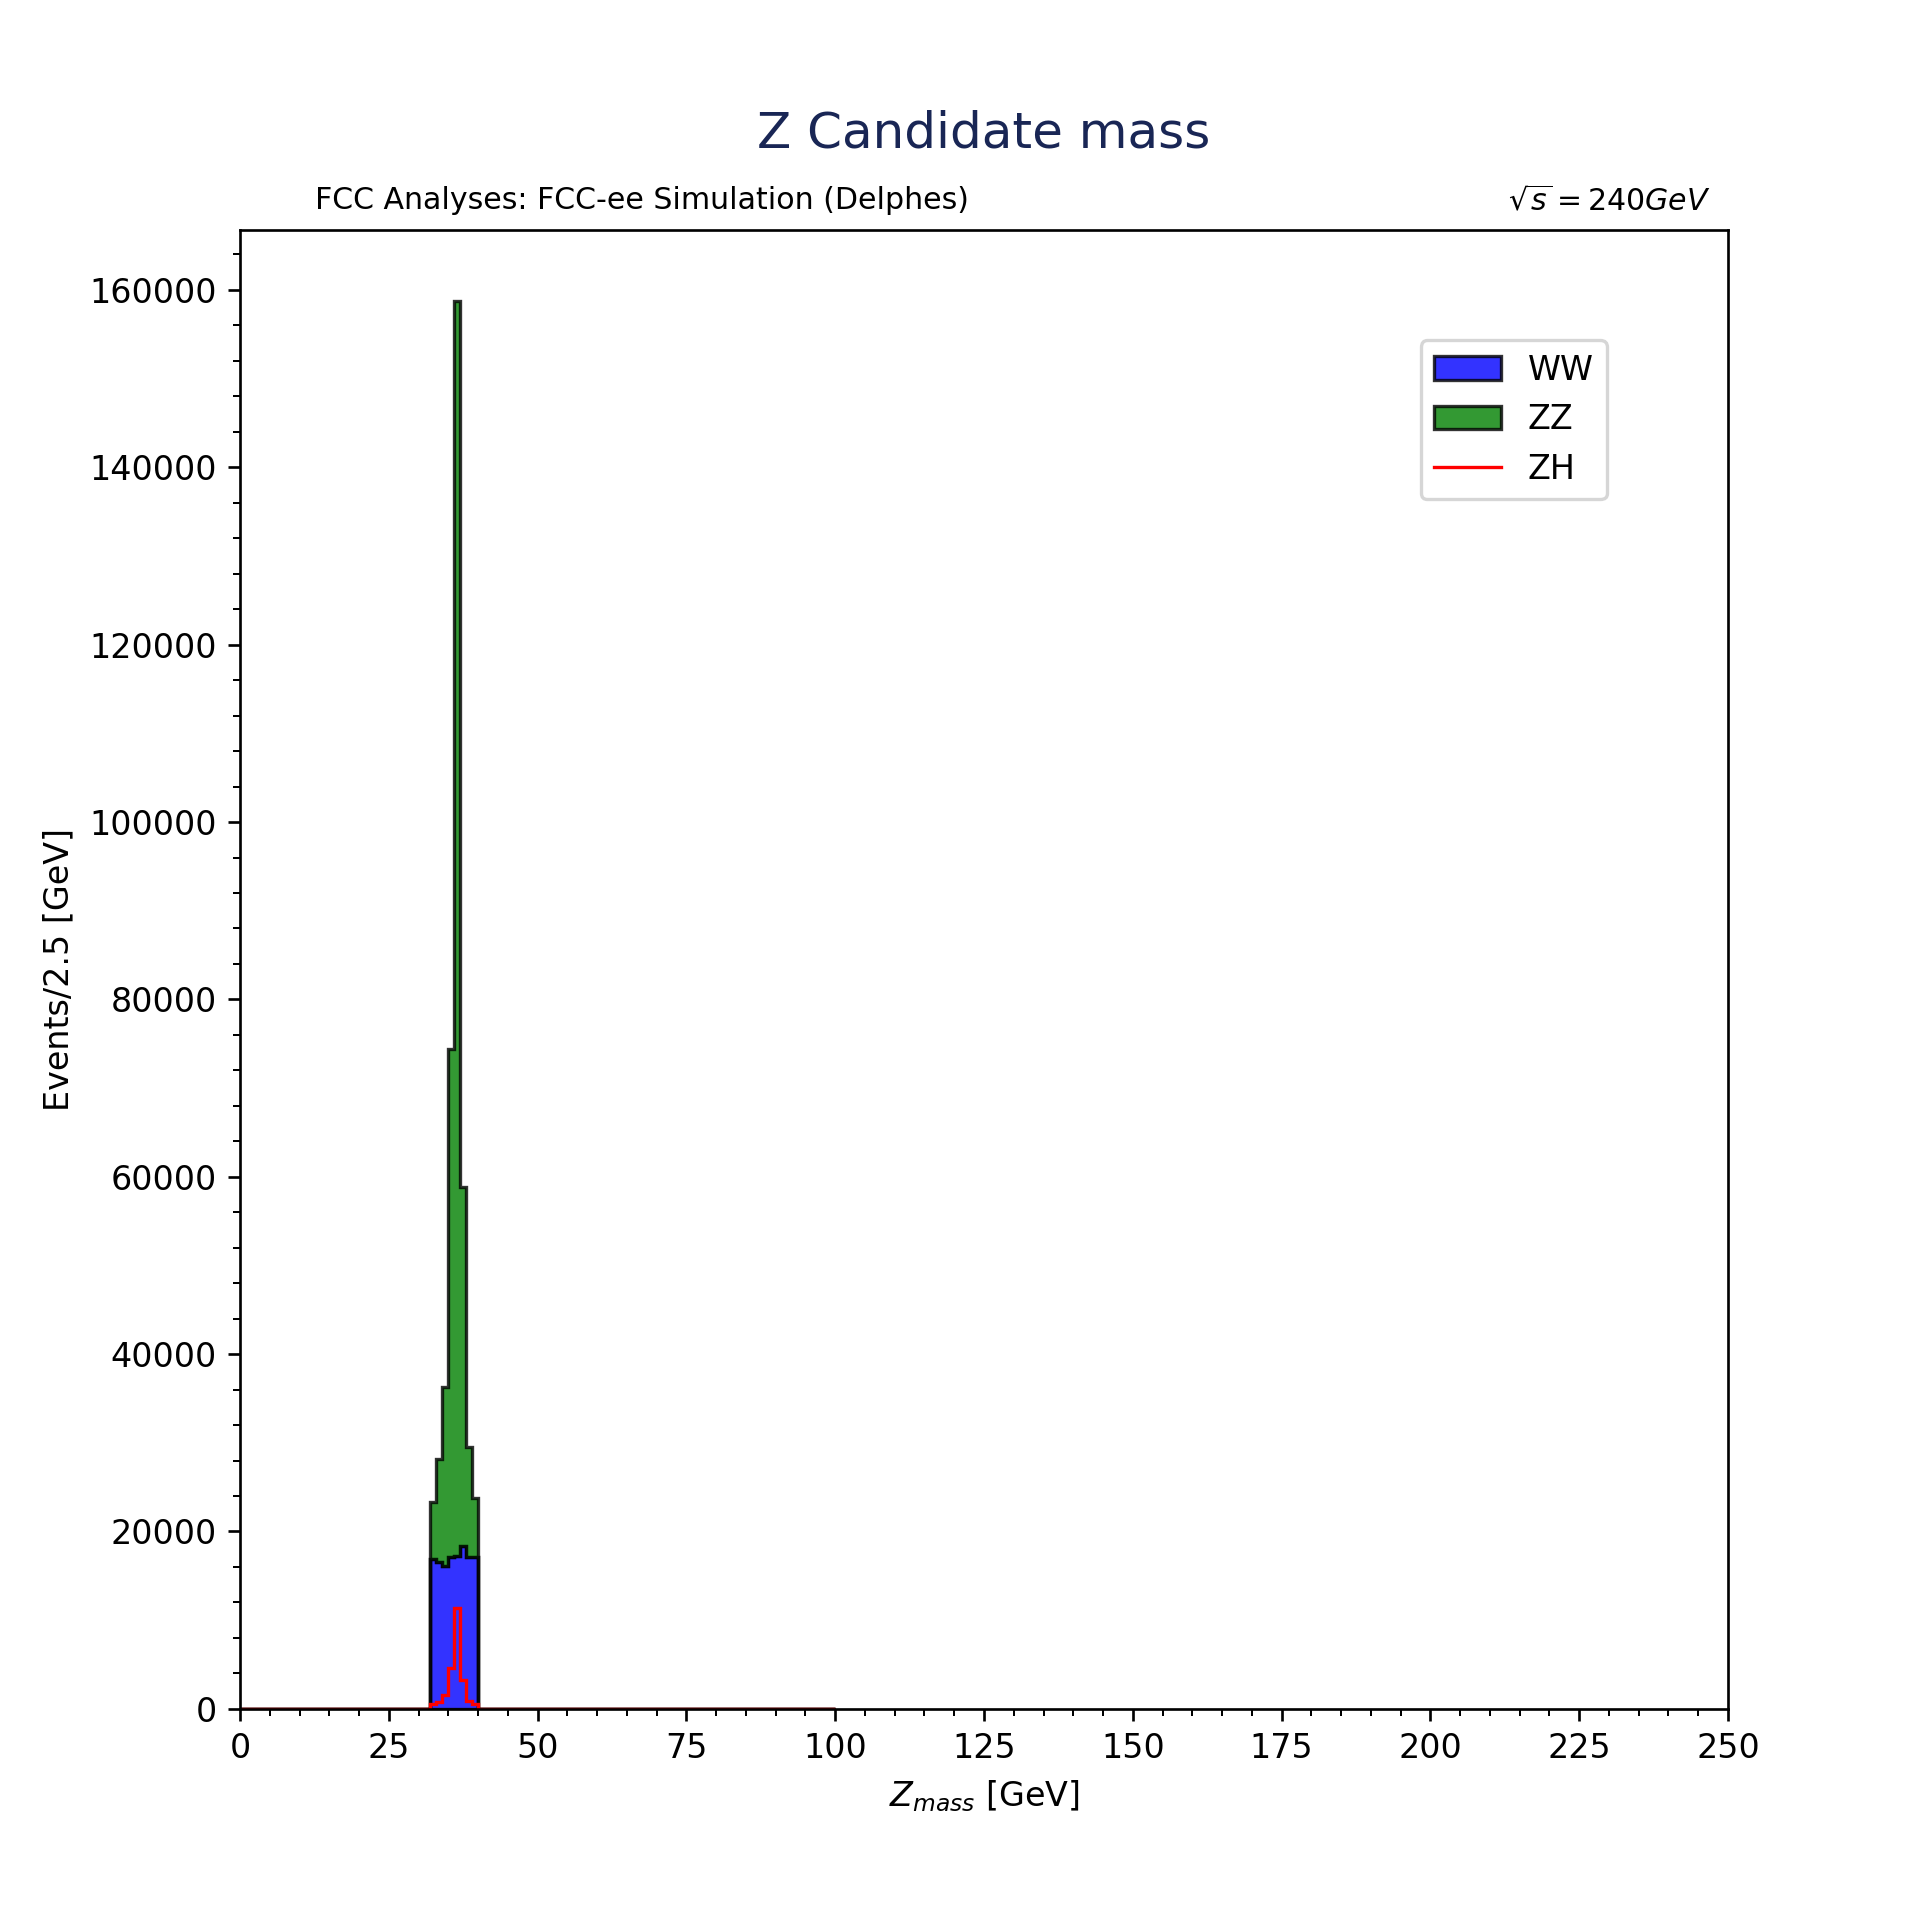 Z Candidate mass
FCC Analyses: FCC-ee Simulation (Delphes)
√s = 240GeV
160000
140000
120000
100000
80000
60000
40000
20000
0
Events/2.5 [GeV]
WW
ZZ
ZH
0 25 50 75 100 125 150 175 200 225 250
Z_mass [GeV]